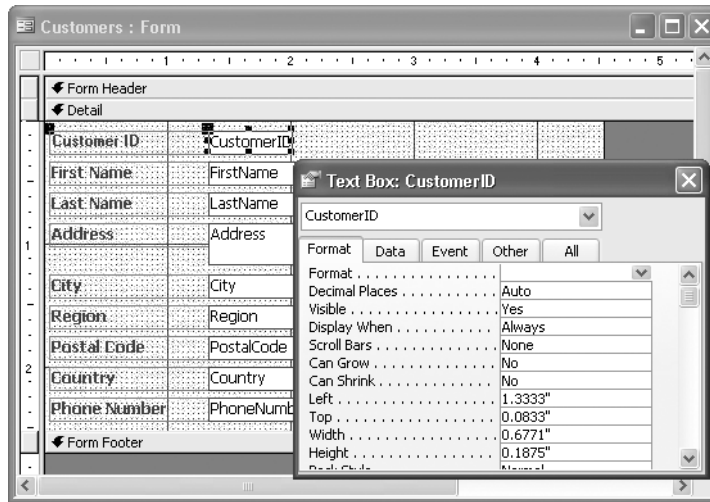 Customers : Form
1 2 3 4 5
Form Header
Detail
Customer ID CustomerID
First Name FirstName
Last Name LastName
Address Address
1
City City
Region Region
Postal Code PostalCode
2
Country Country
Phone Number PhoneNumb
Form Footer
Text Box: CustomerID
CustomerID
Format Data Event Other All
Format . . . . . . . . . . . . . . . .
Decimal Places . . . . . . . . . . . Auto
Visible . . . . . . . . . . . . . . . . . Yes
Display When . . . . . . . . . . . . Always
Scroll Bars . . . . . . . . . . . . . . None
Can Grow . . . . . . . . . . . . . . No
Can Shrink . . . . . . . . . . . . . . No
Left . . . . . . . . . . . . . . . . . . . 1.3333"
Top . . . . . . . . . . . . . . . . . . . 0.0833"
Width . . . . . . . . . . . . . . . . . 0.6771"
Height . . . . . . . . . . . . . . . . . 0.1875"